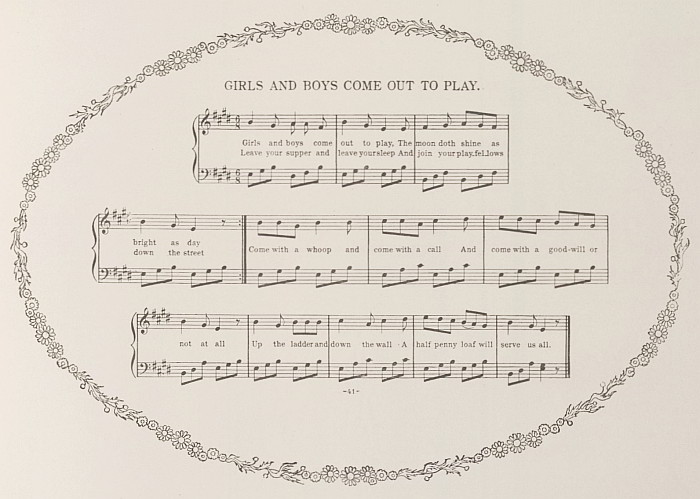 GIRLS AND BOYS COME OUT TO PLAY.
Girls and boys come out to play, The moon doth shine as
Leave your supper and leave your sleep And join your play.fel_lows
bright as day Come with a whoop and come with a call And come with a good-will or
down the street
not at all Up the ladder and down the wall A half penny loaf will serve us all.
-41-